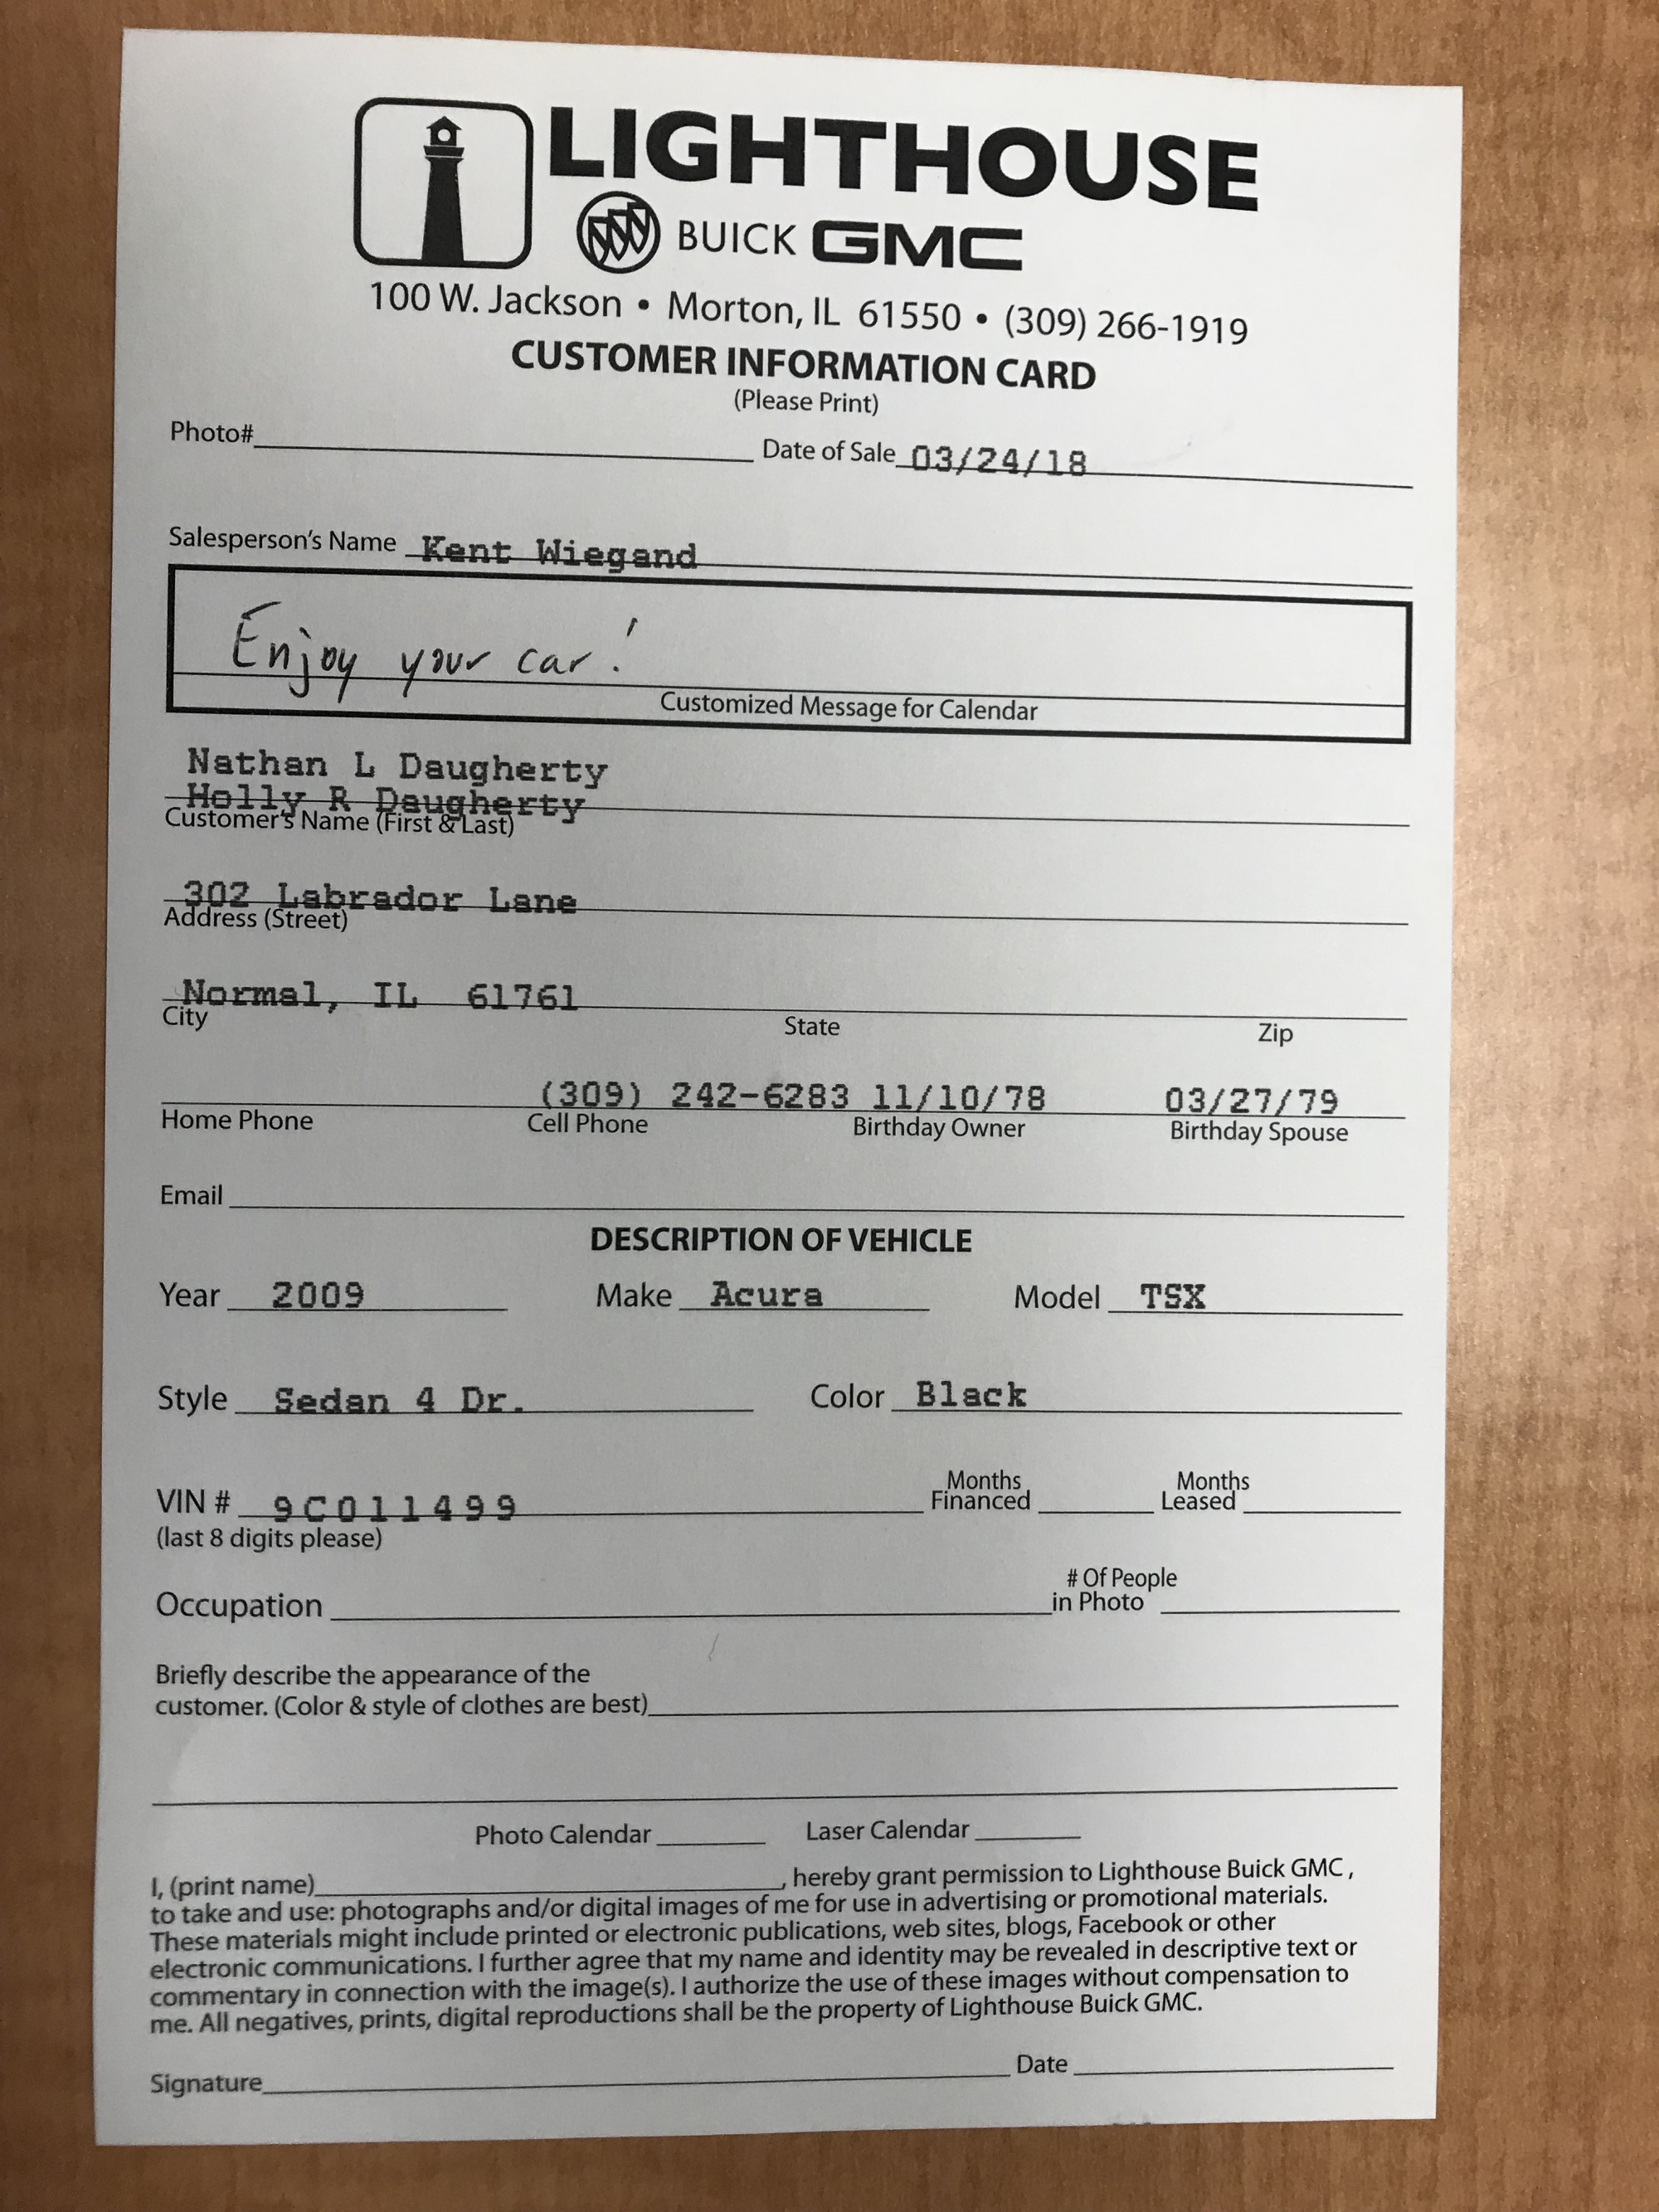 LIGHTHOUSE
BUICK GMC
100 W. Jackson • Morton, IL 61550 • (309) 266-1919
CUSTOMER INFORMATION CARD
(Please Print)
Photo# Date of Sale 03/24/18
Salesperson's Name Kent Wiegand
Enjoy your car!
Customized Message for Calendar
Nathan L Daugherty
Holly R Daugherty
Customer's Name (First & Last)
302 Labrador Lane
Address (Street)
Normal, IL 61761
City State Zip
(309) 242-6283 11/10/78 03/27/79
Home Phone Cell Phone Birthday Owner Birthday Spouse
Email
DESCRIPTION OF VEHICLE
Year 2009 Make Acura Model TSX
Style Sedan 4 Dr. Color Black
Months Months
VIN # 9C011499 Financed Leased
(last 8 digits please)
# Of People
Occupation in Photo
Briefly describe the appearance of the
customer. (Color & style of clothes are best)
Photo Calendar Laser Calendar
I, (print name) , hereby grant permission to Lighthouse Buick GMC ,
to take and use: photographs and/or digital images of me for use in advertising or promotional materials.
These materials might include printed or electronic publications, web sites, blogs, Facebook or other
electronic communications. I further agree that my name and identity may be revealed in descriptive text or
commentary in connection with the image(s). I authorize the use of these images without compensation to
me. All negatives, prints, digital reproductions shall be the property of Lighthouse Buick GMC.
Signature Date